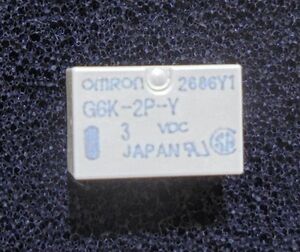 OMRON 2686Y1
G6K-2P-Y
3 VDC
JAPAN